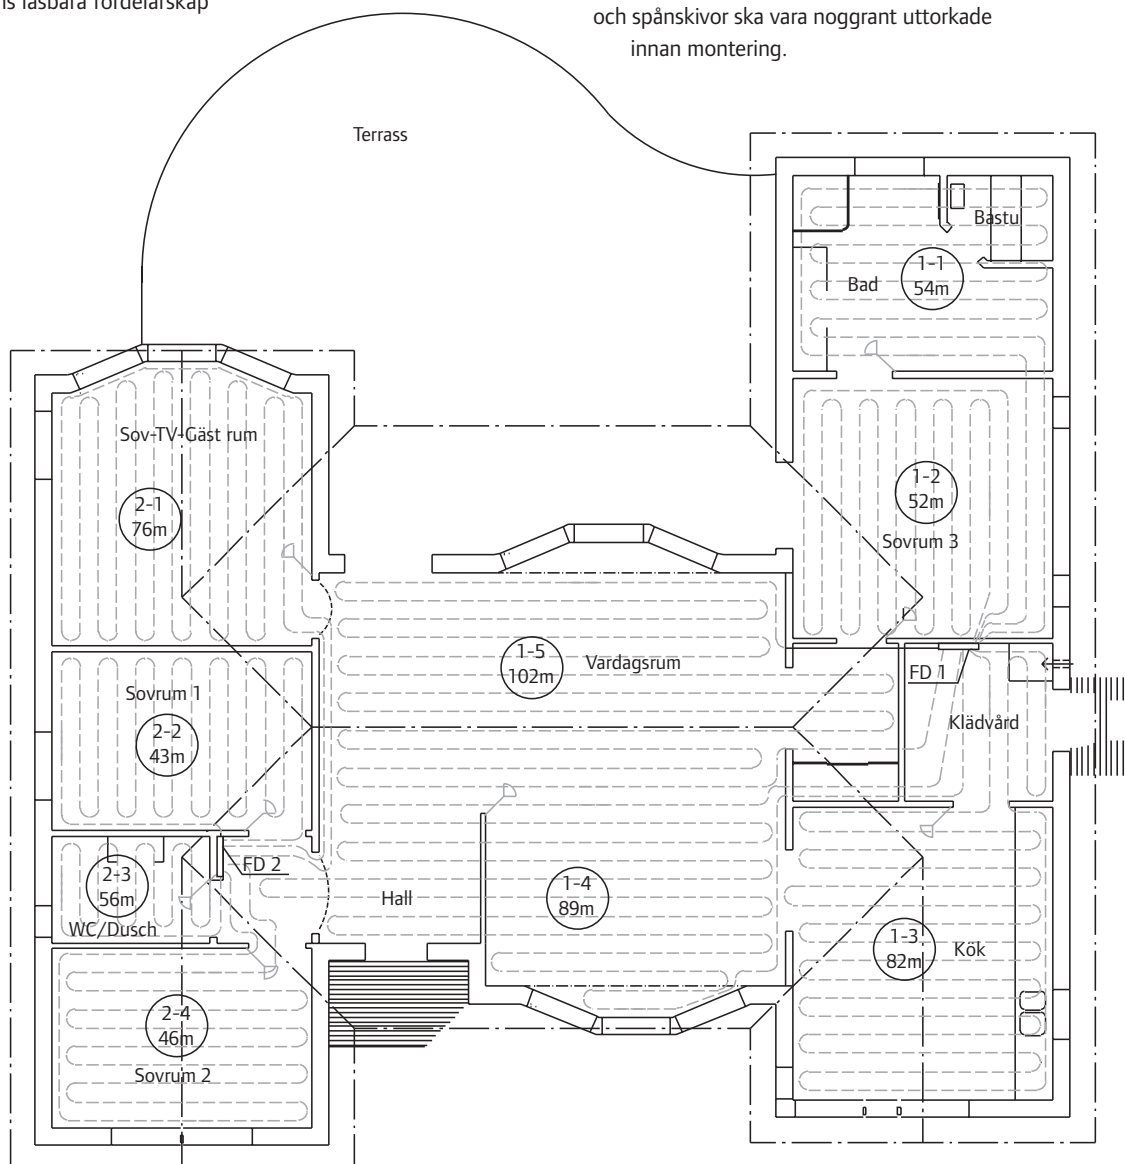 låsbara fördelarskåp
och spånskivor ska vara noggrant uttorkade
innan montering.
Terrass
Bastu
1-1
54m
Bad
Sov-TV-Gäst rum
2-1
76m
1-2
52m
Sovrum 3
1-5
102m
Vardagsrum
FD 1
Sovrum 1
2-2
43m
Klädvård
FD 2
2-3
56m
WC/Dusch
Hall
1-4
89m
1-3
82m
Kök
2-4
46m
Sovrum 2